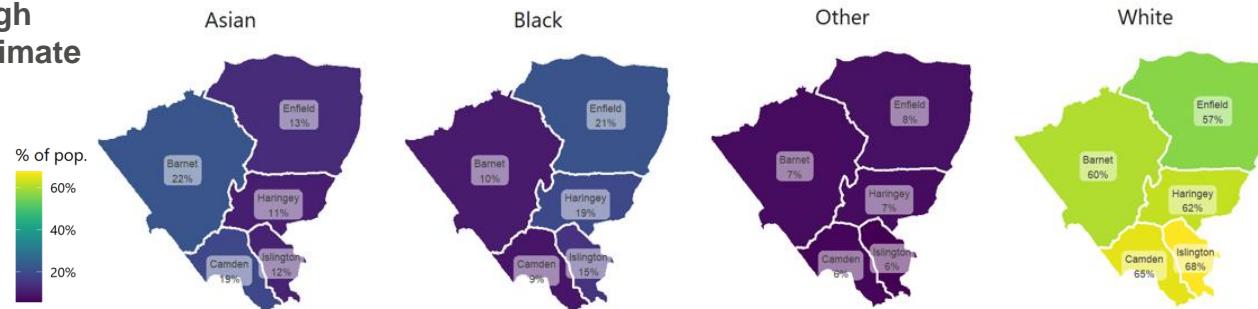 gh
imate
Asian
Black
Other
White
% of pop.
60%
40%
20%
Enfield
13%
Barnet
22%
Haringey
11%
Camden
19%
Islington
12%
Enfield
21%
Barnet
10%
Haringey
19%
Camden
9%
Islington
15%
Enfield
8%
Barnet
7%
Haringey
7%
Camden
6%
Islington
6%
Enfield
57%
Barnet
60%
Haringey
62%
Camden
65%
Islington
68%